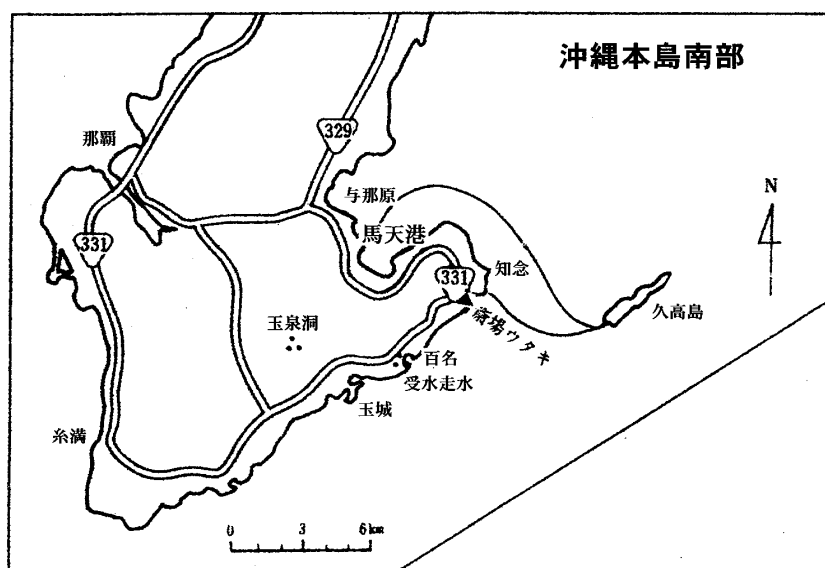 沖縄本島南部
329
那覇
与那原
馬天港
N
331
331
知念
久高島
斎場ウタキ
玉泉洞
百名
受水走水
玉城
糸満
0 3 6km